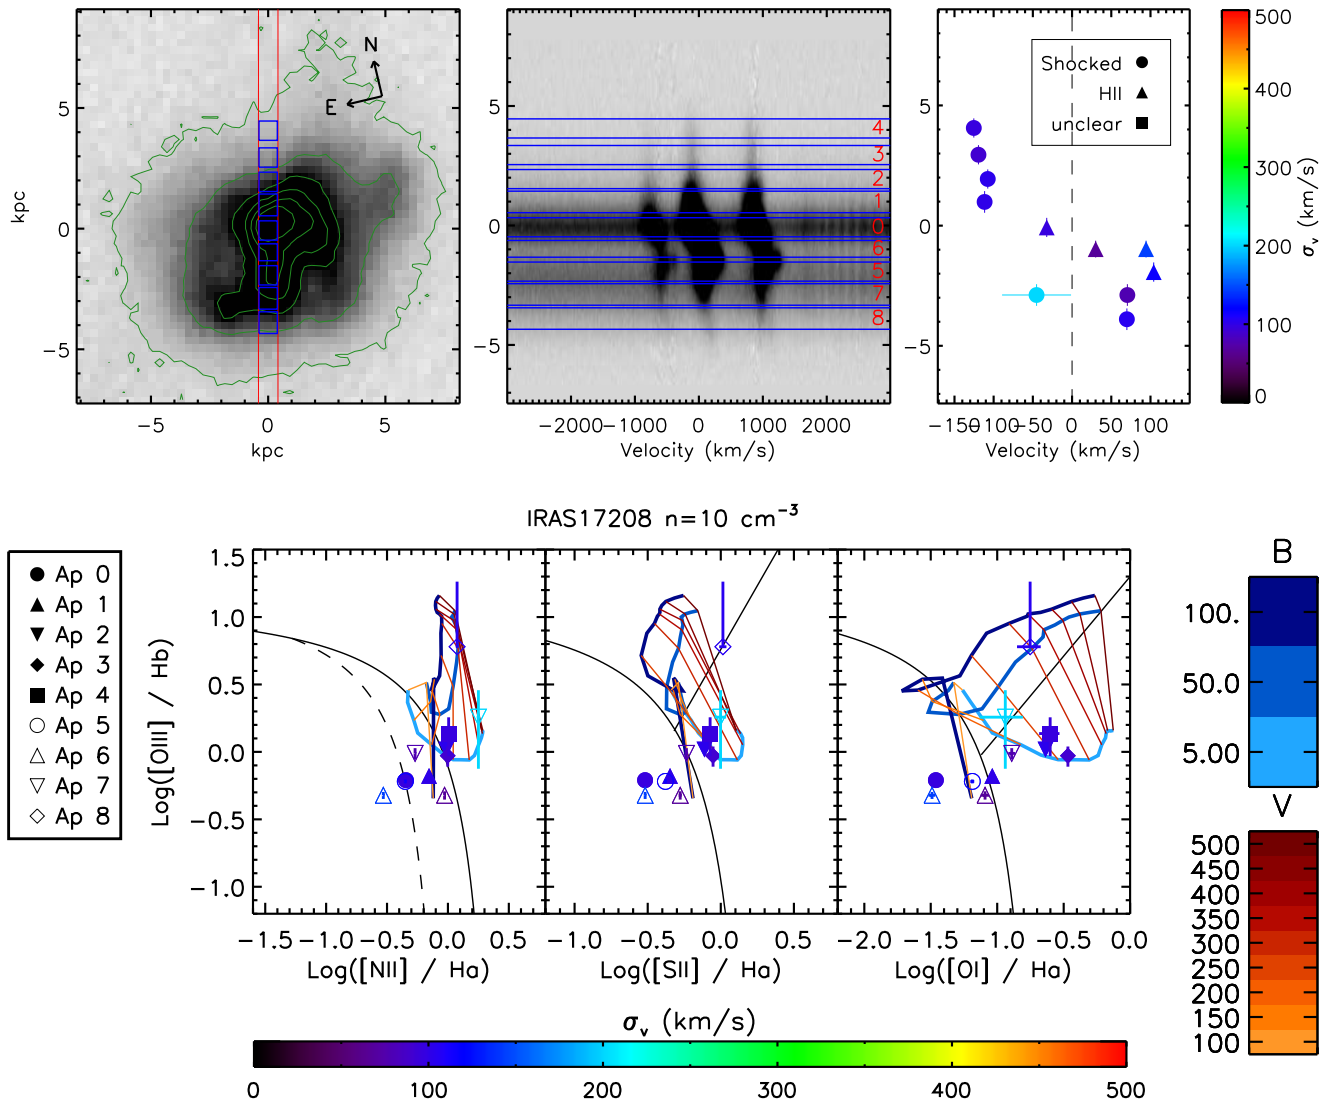 N
E
5
0
−5
kpc
−5
0
5
kpc
5
0
−5
4
3
2
1
0
6
5
7
8
−2000
−1000
0
1000
2000
Velocity (km/s)
Shocked
HII
unclear
5
0
−5
−150
−100
−50
0
50
100
Velocity (km/s)
500
400
300
200
100
0
σv (km/s)
IRAS17208 n=10 cm−3
Ap 0
Ap 1
Ap 2
Ap 3
Ap 4
Ap 5
Ap 6
Ap 7
Ap 8
Log([OIII] / Hb)
1.5
1.0
0.5
0.0
−0.5
−1.0
−1.5 −1.0 −0.5 0.0 0.5
Log([NII] / Ha)
−1.0 −0.5 0.0 0.5
Log([SII] / Ha)
−2.0 −1.5 −1.0 −0.5 0.0
Log([OI] / Ha)
B
100.
50.0
5.00
V
500
450
400
350
300
250
200
150
100
σv (km/s)
0 100 200 300 400 500